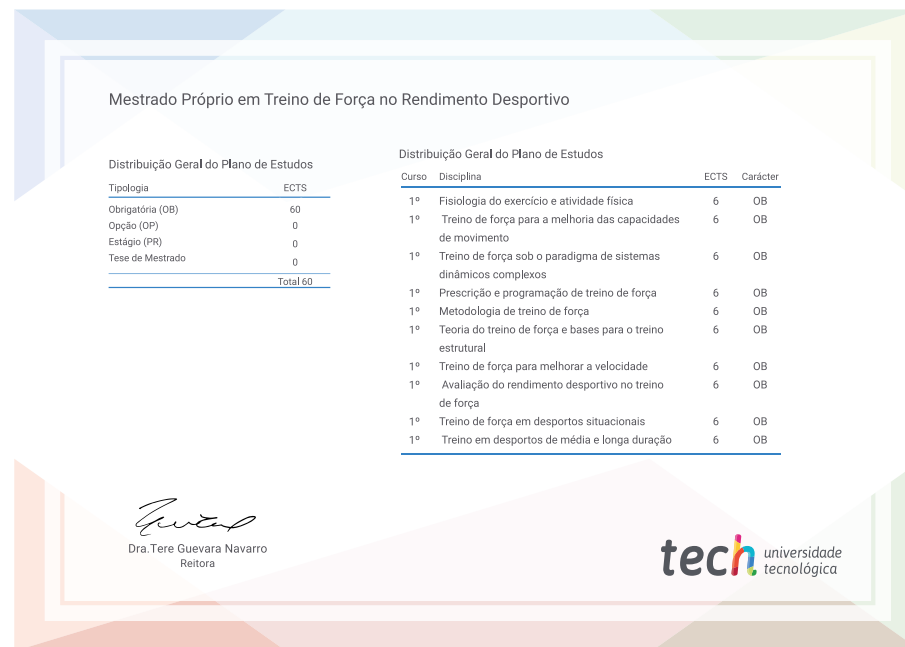 Mestrado Próprio em Treino de Força no Rendimento Desportivo
Distribuição Geral do Plano de Estudos
Tipologia ECTS
Obrigatória (OB) 60
Opção (OP) 0
Estágio (PR) 0
Tese de Mestrado 0
Total 60
Distribuição Geral do Plano de Estudos
Curso Disciplina ECTS Carácter
1º Fisiologia do exercício e atividade física 6 OB
1º Treino de força para a melhoria das capacidades 6 OB
de movimento
1º Treino de força sob o paradigma de sistemas 6 OB
dinâmicos complexos
1º Prescrição e programação de treino de força 6 OB
1º Metodologia de treino de força 6 OB
1º Teoria do treino de força e bases para o treino 6 OB
estrutural
1º Treino de força para melhorar a velocidade 6 OB
1º Avaliação do rendimento desportivo no treino 6 OB
de força
1º Treino de força em desportos situacionais 6 OB
1º Treino em desportos de média e longa duração 6 OB
Dra.Tere Guevara Navarro
Reitora
tech universidade
tecnológica